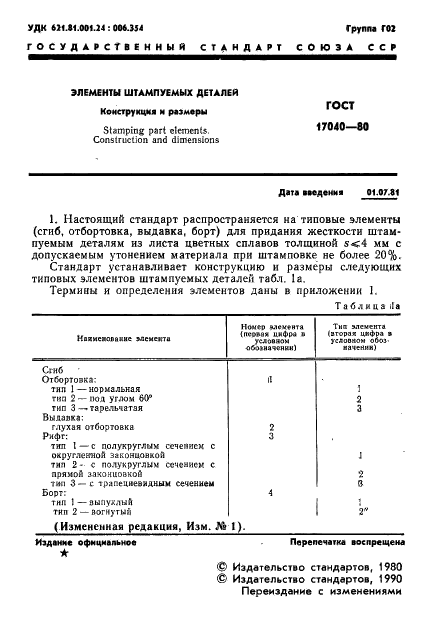 УДК 621.81.001.24 : 006.354 Группа Г02
ГОСУДАРСТВЕННЫЙ СТАНДАРТ СОЮЗА ССР
ЭЛЕМЕНТЫ ШТАМПУЕМЫХ ДЕТАЛЕЙ
Конструкция и размеры
Stamping part elements.
Construction and dimensions
ГОСТ
17040—80
Дата введения 01.07.81
1. Настоящий стандарт распространяется на типовые элементы
(сгиб, отбортовка, выдавка, борт) для придания жесткости штам-
пуемым деталям из листа цветных сплавов толщиной s⩽4 мм с
допускаемым утонением материала при штамповке не более 20%.
Стандарт устанавливает конструкцию и размеры следующих
типовых элементов штампуемых деталей табл. 1а.
Термины и определения элементов даны в приложении 1.
Таблица 1а
Наименование элемента
Номер элемента
(первая цифра в
условном
обозначении)
Тип элемента
(вторая цифра в
условном обоз-
начении)
Сгиб
Отбортовка: 1
тип 1 — нормальная 1
тип 2 — под углом 60° 2
тип 3 — тарельчатая 3
Выдавка:
глухая отбортовка 2
Рифт: 3
тип 1 — с полукруглым сечением с
округленной законцовкой 1
тип 2 - с полукруглым сечением с
прямой законцовкой 2
тип 3 — с трапециевидным сечением 3
Борт: 4
тип 1 — выпуклый 1
тип 2 — вогнутый 2"
(Измененная редакция, Изм. № 1).
Издание официальное Перепечатка воспрещена
★
© Издательство стандартов, 1980
© Издательство стандартов, 1990
Переиздание с изменениями